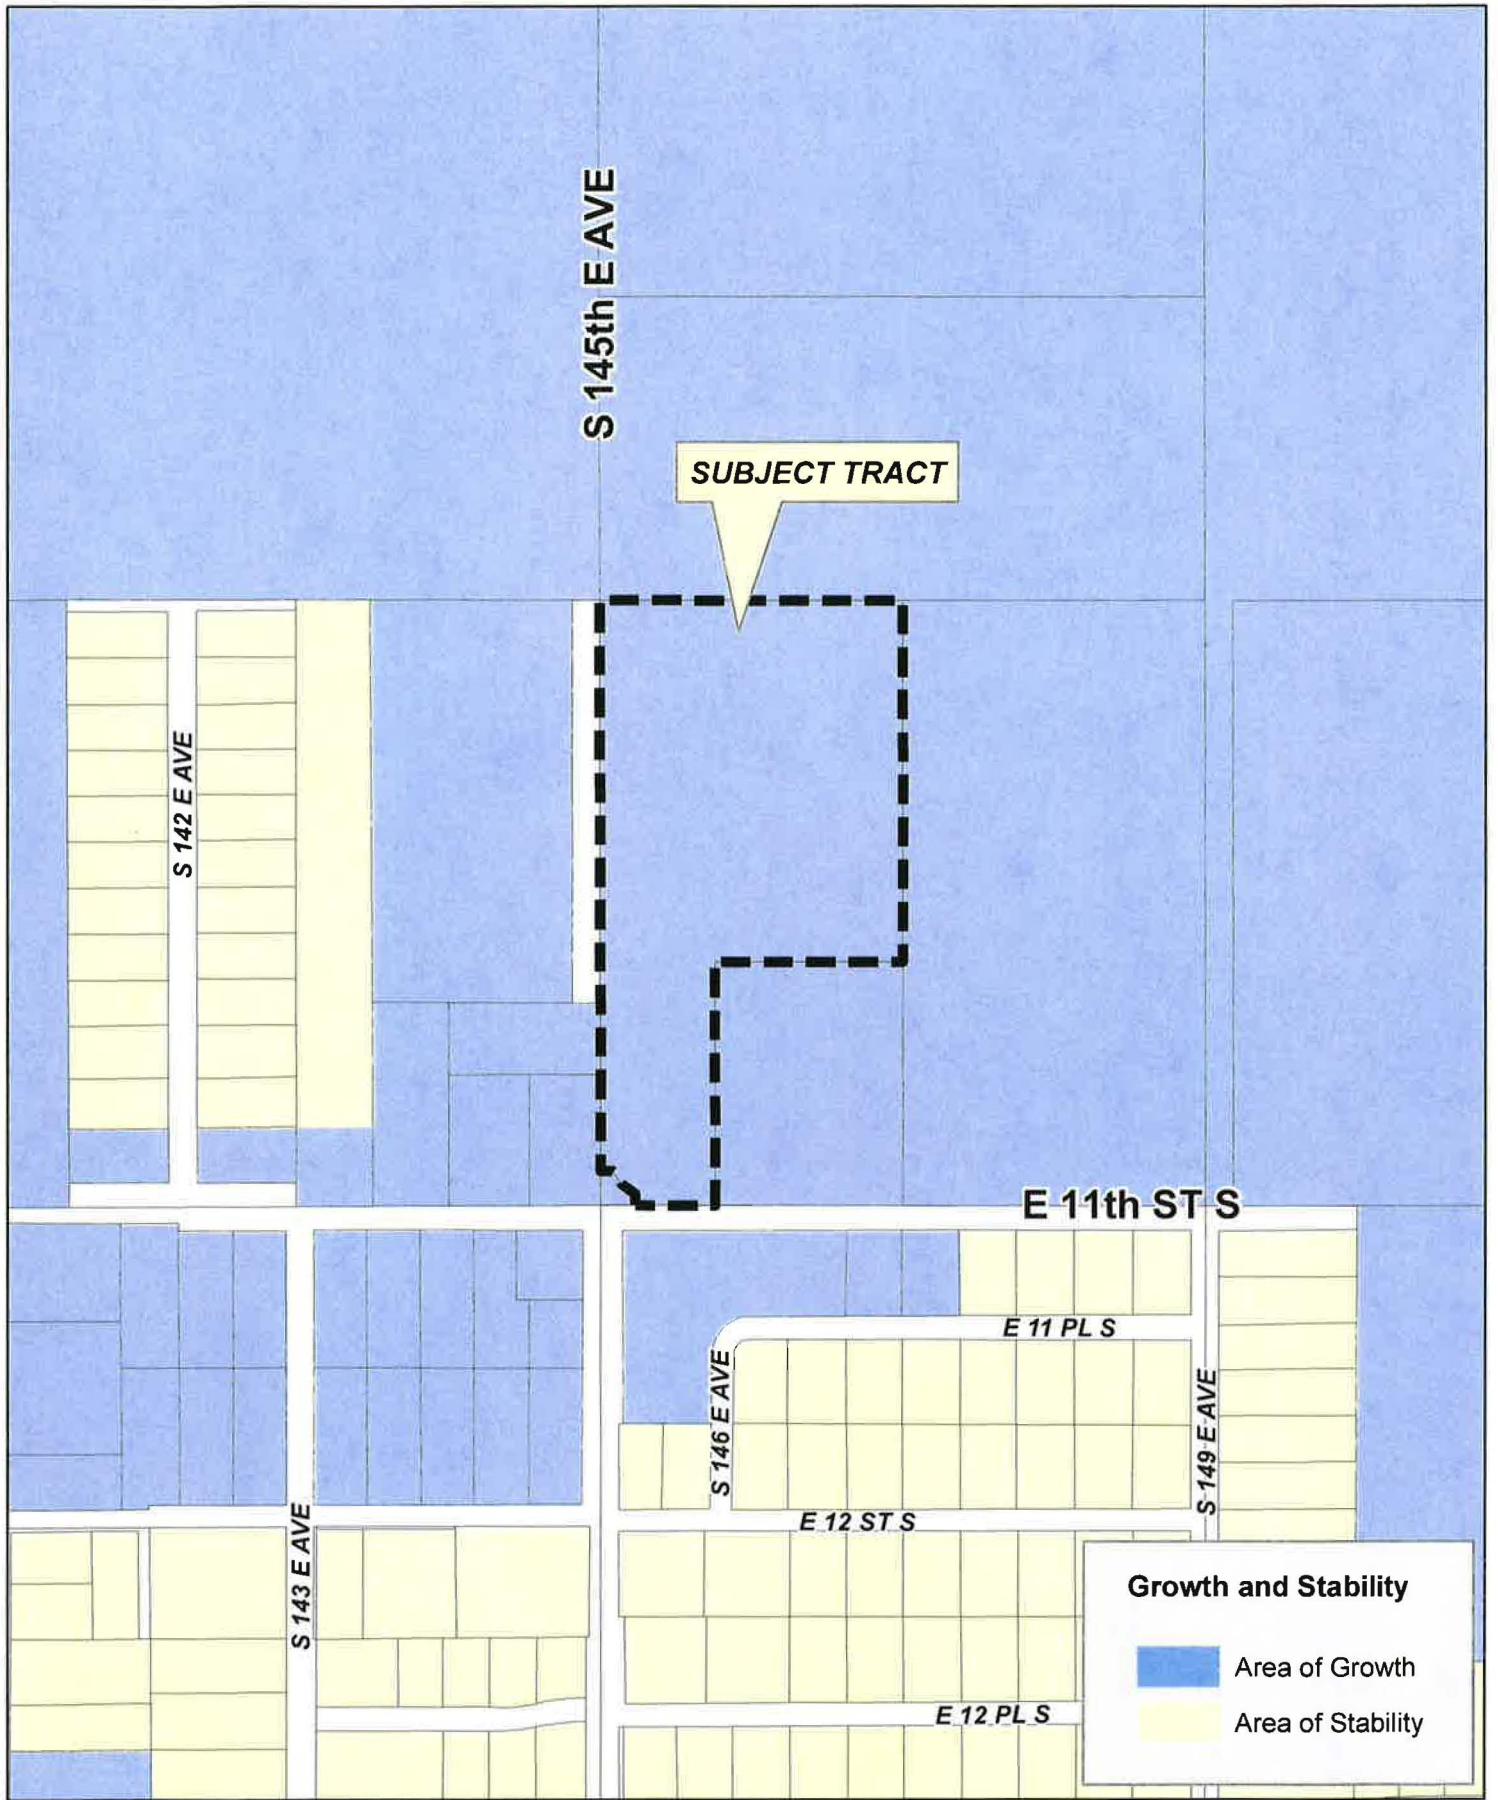 S 145th E AVE
SUBJECT TRACT
S 142 E AVE
E 11th ST S
E 11 PL S
S 146 E AVE
S 149 E AVE
E 12 ST S
S 143 E AVE
E 12 PL S
Growth and Stability
Area of Growth
Area of Stability